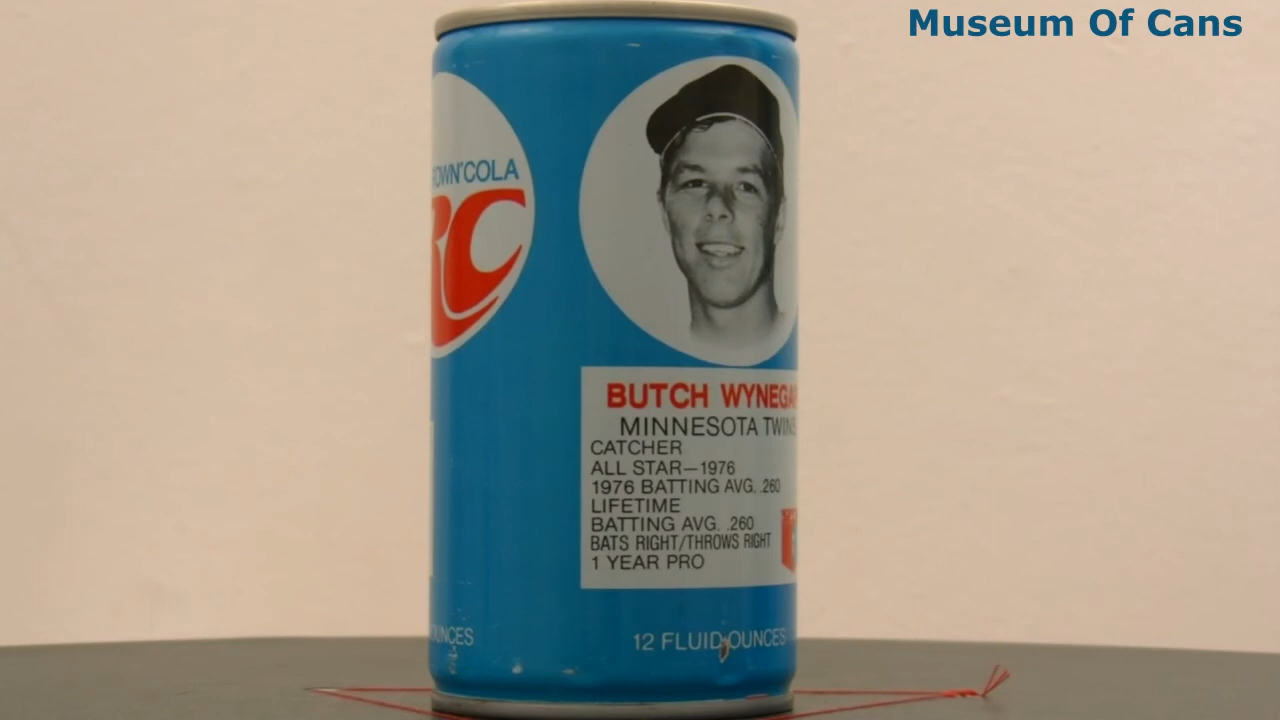 Museum Of Cans
OWN'COLA
RC
BUTCH WYNEGA
MINNESOTA TWINS
CATCHER
ALL STAR—1976
1976 BATTING AVG. .260
LIFETIME
BATTING AVG. .260
BATS RIGHT/THROWS RIGHT
1 YEAR PRO
OUNCES
12 FLUID OUNCES